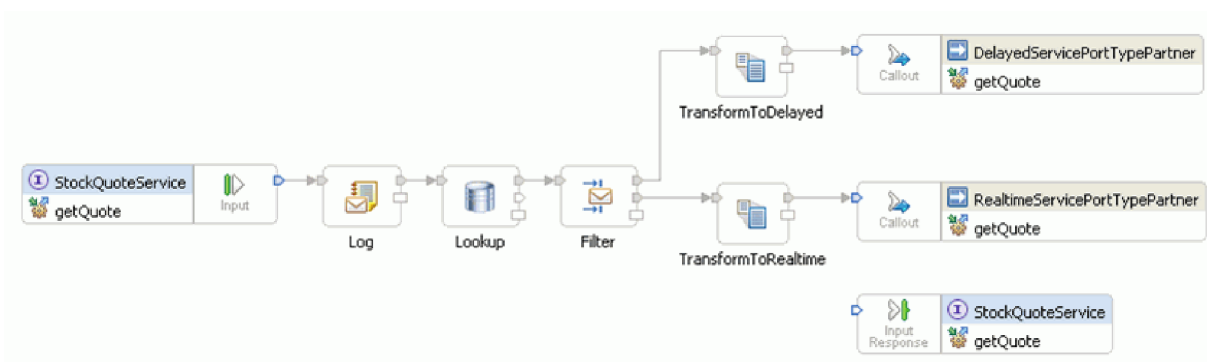 DelayedServicePortTypePartner
Callout
getQuote
TransformToDelayed
StockQuoteService
Input
getQuote
Log
Lookup
Filter
RealtimeServicePortTypePartner
Callout
getQuote
TransformToRealtime
StockQuoteService
Input
Response
getQuote